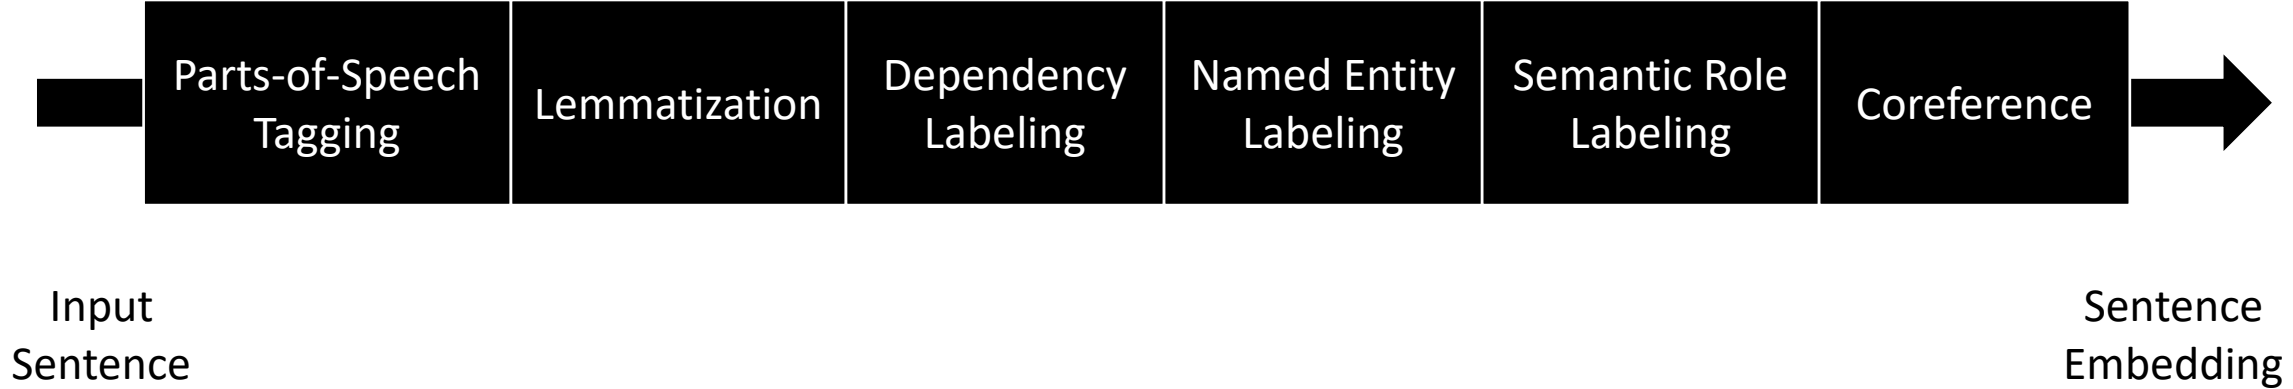 Parts-of-Speech
Tagging
Lemmatization
Dependency
Labeling
Named Entity
Labeling
Semantic Role
Labeling
Coreference
Input
Sentence
Sentence
Embedding